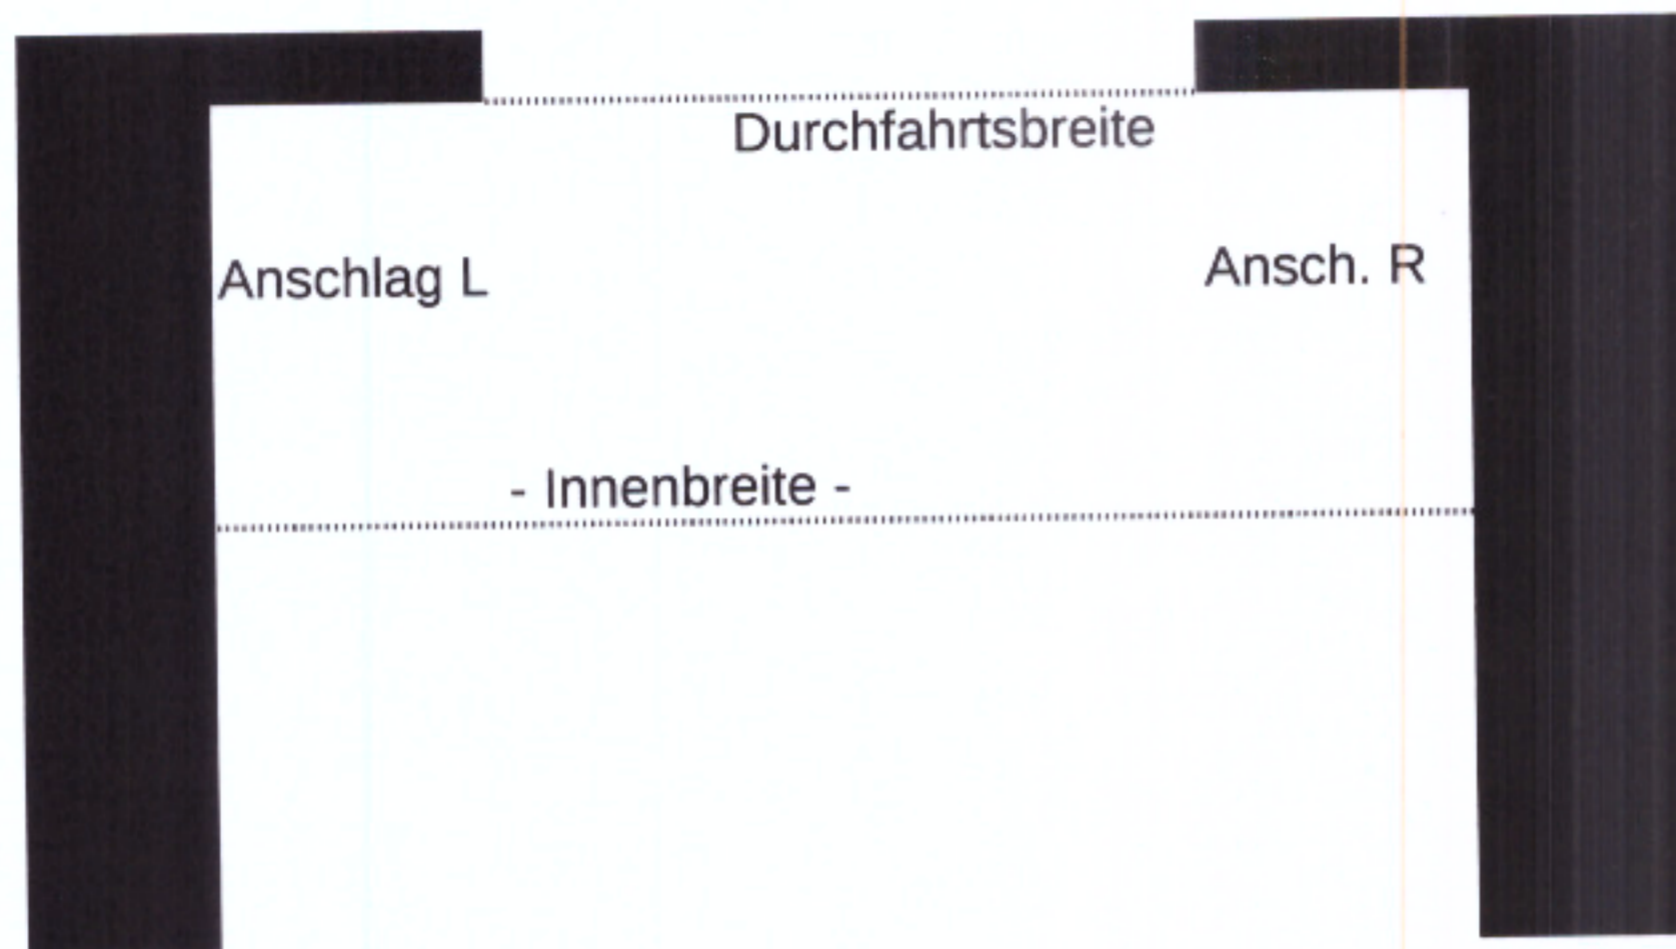 Durchfahrtsbreite
Anschlag L
Ansch. R
- Innenbreite -